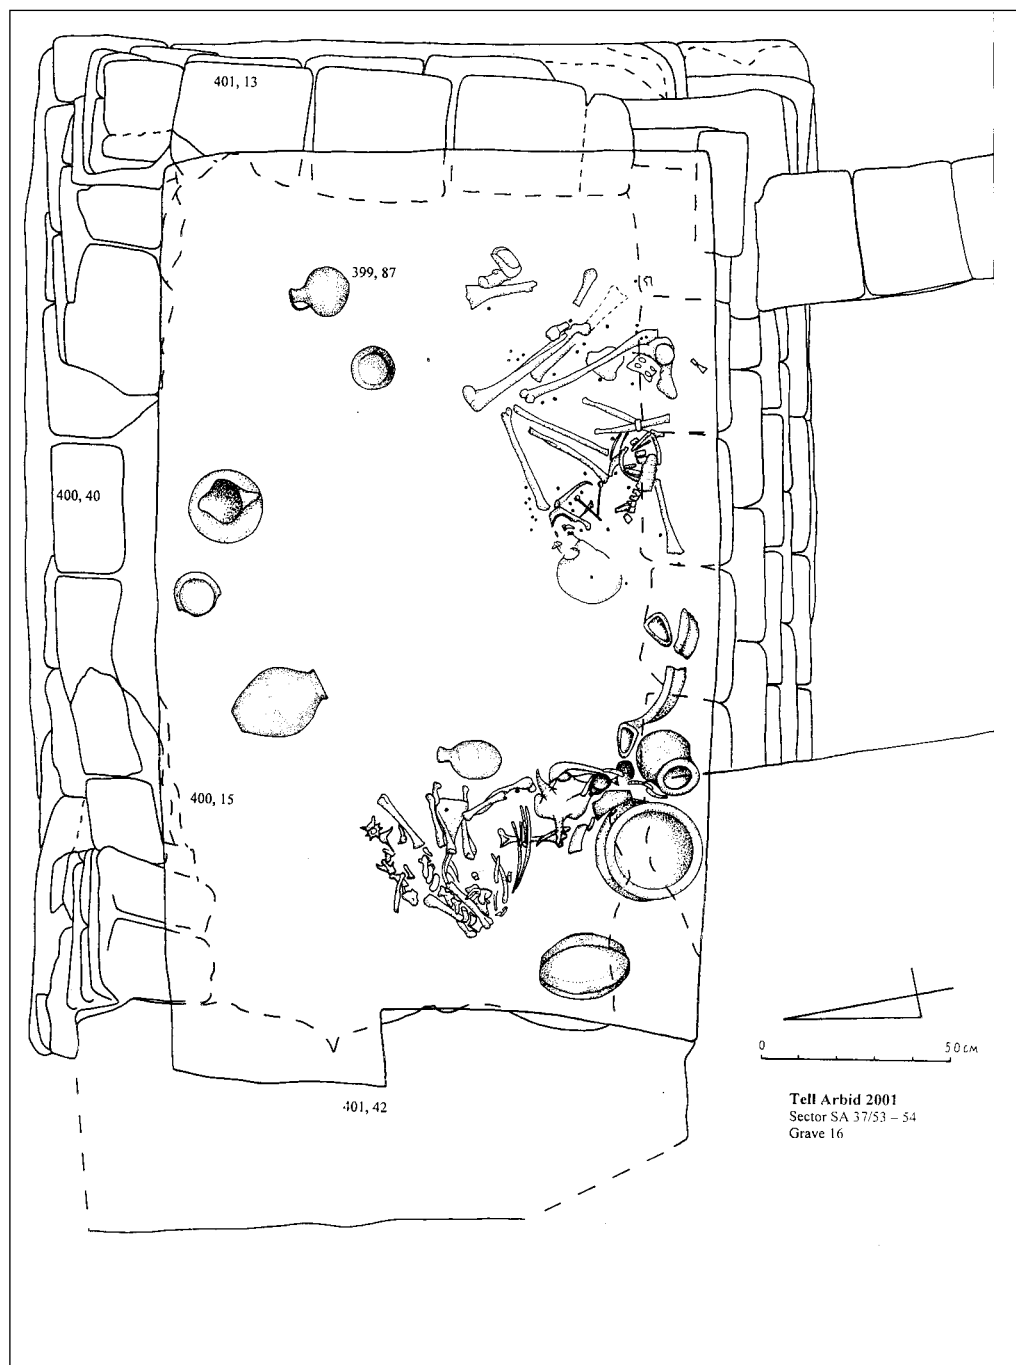 401, 13
399, 87
400, 40
400, 15
401, 42
0 50 CM
Tell Arbid 2001
Sector SA 37/53 – 54
Grave 16